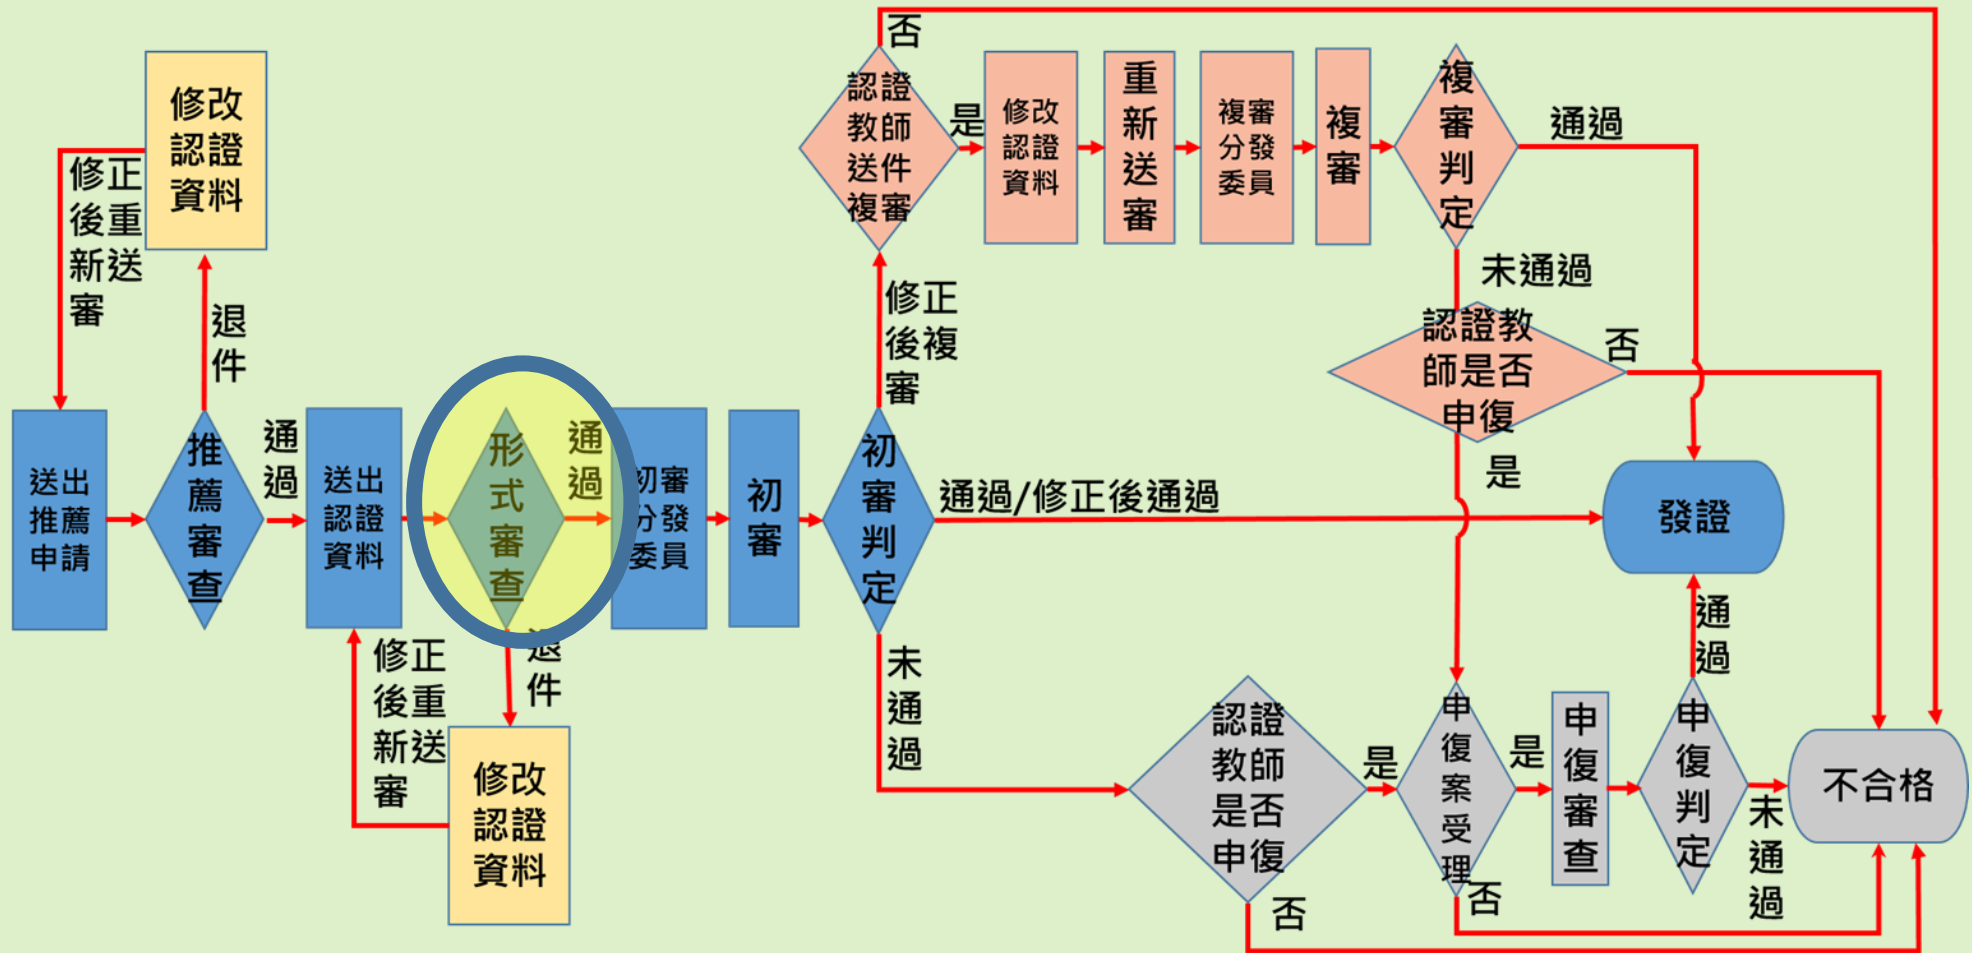 修改
認證
資料
修正
後重
新送
審
退
件
送出
推薦
申請
推
薦
審
查
通
過
送出
認證
資料
形
式
審
查
通
過
退
件
修正
後重
新送
審
修改
認證
資料
初審
分發
委員
初
審
初
審
判
定
修正
後複
審
通過/修正後通過
未
通
過
否
認證
教師
送件
複審
是
修改
認證
資料
重
新
送
審
複審
分發
委員
複
審
複
審
判
定
通過
未通過
認證教
師是否
申復
否
是
發證
認證
教師
是否
申復
是
否
申
復
案
受
理
是
否
申
復
審
查
申
復
判
定
通
過
未
通
過
不合格